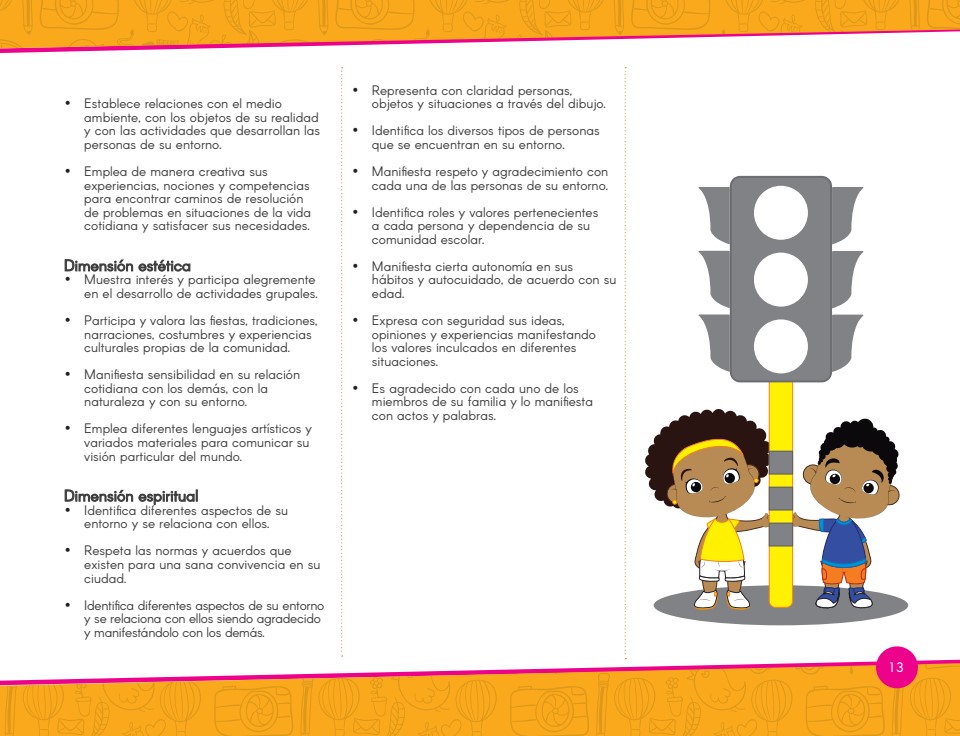 • Establece relaciones con el medio
ambiente, con los objetos de su realidad
y con las actividades que desarrollan las
personas de su entorno.
• Emplea de manera creativa sus
experiencias, nociones y competencias
para encontrar caminos de resolución
de problemas en situaciones de la vida
cotidiana y satisfacer sus necesidades.
Dimensión estética
• Muestra interés y participa alegremente
en el desarrollo de actividades grupales.
• Participa y valora las fiestas, tradiciones,
narraciones, costumbres y experiencias
culturales propias de la comunidad.
• Manifiesta sensibilidad en su relación
cotidiana con los demás, con la
naturaleza y con su entorno.
• Emplea diferentes lenguajes artísticos y
variados materiales para comunicar su
visión particular del mundo.
Dimensión espiritual
• Identifica diferentes aspectos de su
entorno y se relaciona con ellos.
• Respeta las normas y acuerdos que
existen para una sana convivencia en su
ciudad.
• Identifica diferentes aspectos de su entorno
y se relaciona con ellos siendo agradecido
y manifestándolo con los demás.
• Representa con claridad personas,
objetos y situaciones a través del dibujo.
• Identifica los diversos tipos de personas
que se encuentran en su entorno.
• Manifiesta respeto y agradecimiento con
cada una de las personas de su entorno.
• Identifica roles y valores pertenecientes
a cada persona y dependencia de su
comunidad escolar.
• Manifiesta cierta autonomía en sus
hábitos y autocuidado, de acuerdo con su
edad.
• Expresa con seguridad sus ideas,
opiniones y experiencias manifestando
los valores inculcados en diferentes
situaciones.
• Es agradecido con cada uno de los
miembros de su familia y lo manifiesta
con actos y palabras.
13